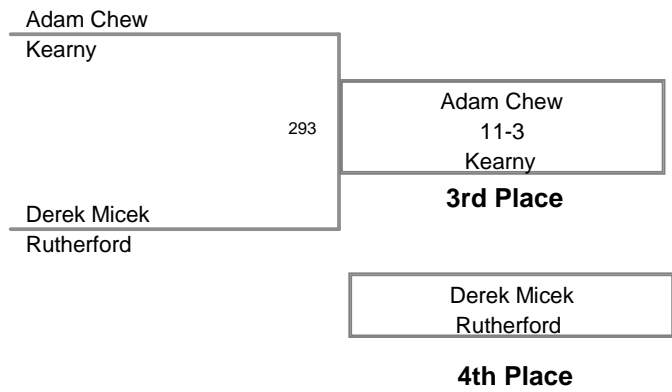 Adam Chew
Kearny
293
Adam Chew
11-3
Kearny
3rd Place
Derek Micek
Rutherford
Derek Micek
Rutherford
4th Place